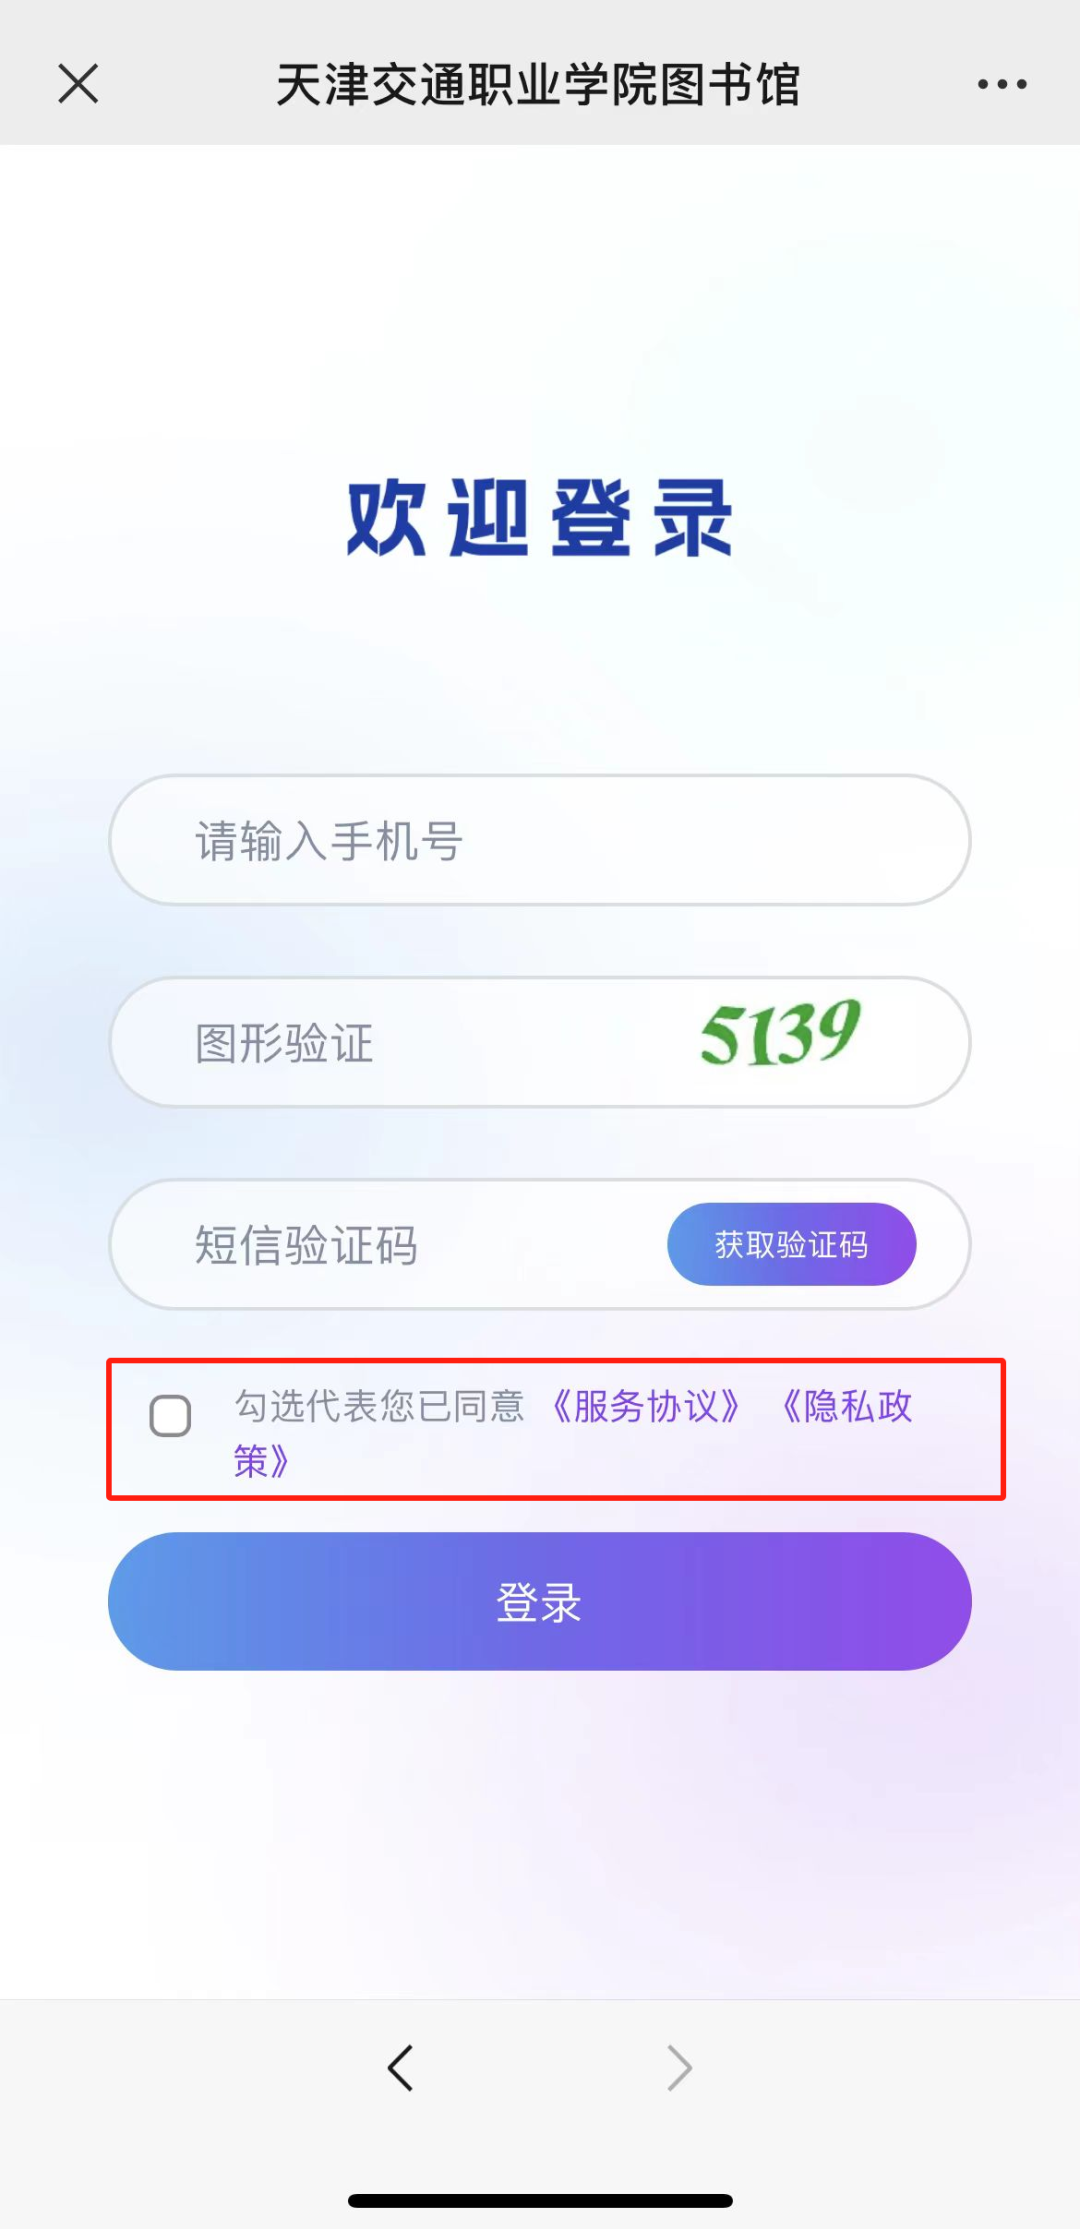 天津交通职业学院图书馆
欢迎登录
请输入手机号
图形验证 5139
短信验证码 获取验证码
勾选代表您已同意 《服务协议》 《隐私政
策》
登录